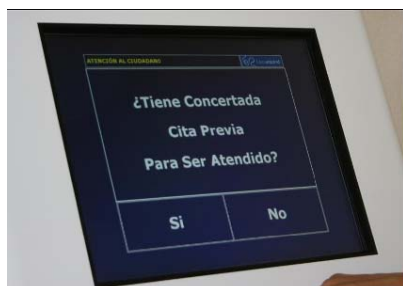 ATENCIÓN AL CIUDADANO
¿Tiene Concertada
Cita Previa
Para Ser Atendido?
Si
No